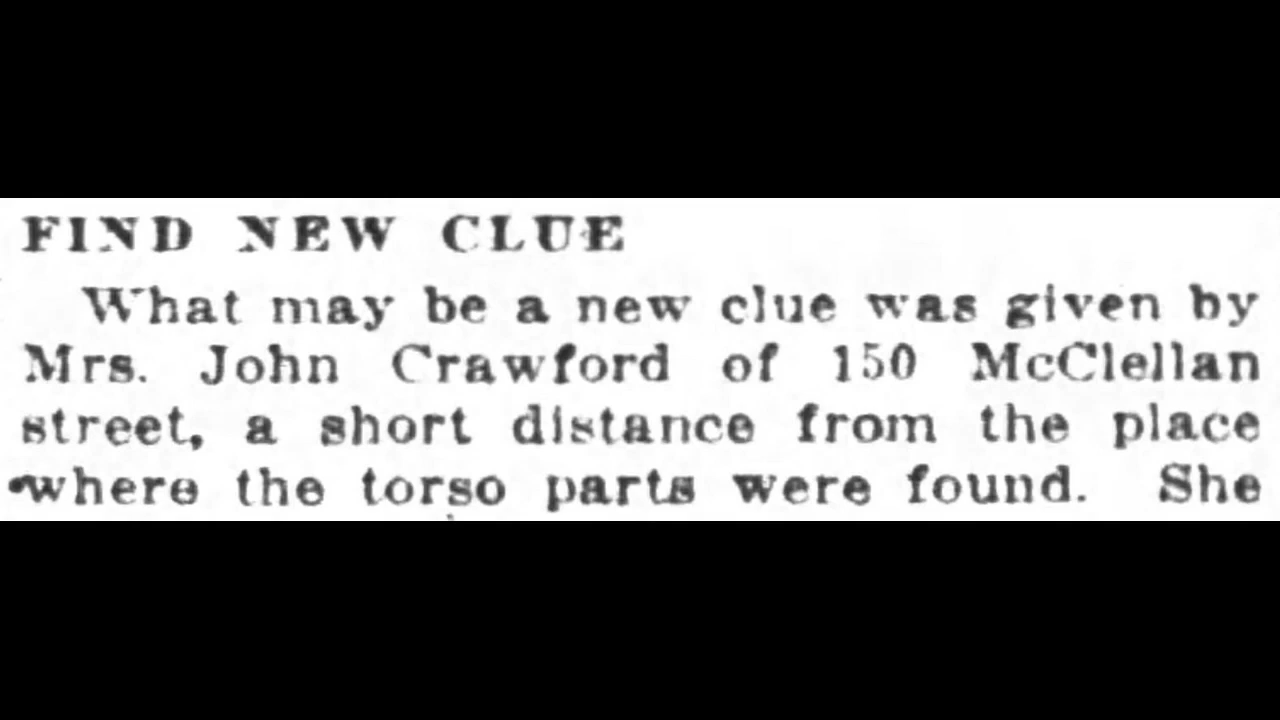 FIND NEW CLUE
What may be a new clue was given by
Mrs. John Crawford of 150 McClellan
street, a short distance from the place
where the torso parts were found. She